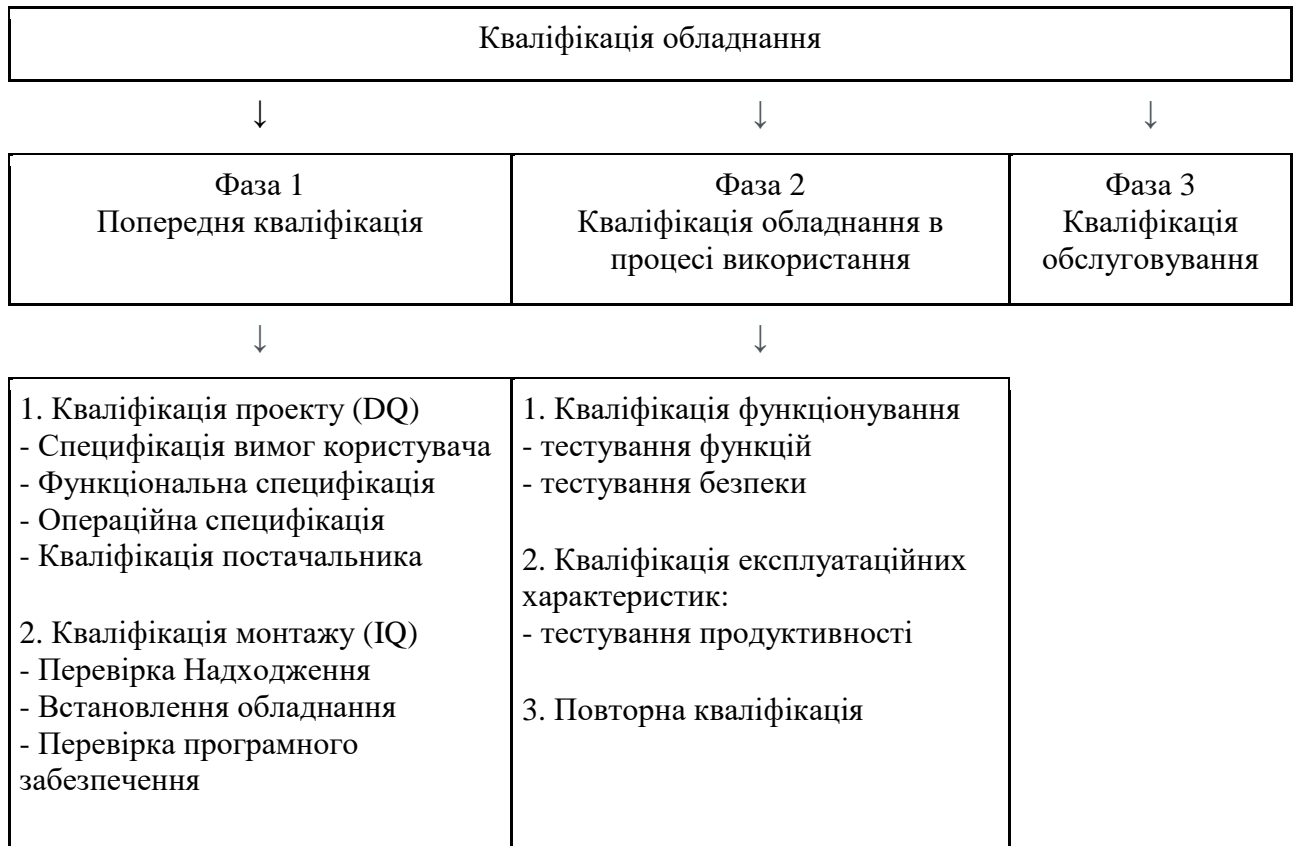 Кваліфікація обладнання
↓ ↓ ↓
Фаза 1
Попередня кваліфікація
Фаза 2
Кваліфікація обладнання в
процесі використання
Фаза 3
Кваліфікація
обслуговування
↓ ↓
1. Кваліфікація проекту (DQ)
- Специфікація вимог користувача
- Функціональна специфікація
- Операційна специфікація
- Кваліфікація постачальника
2. Кваліфікація монтажу (IQ)
- Перевірка Надходження
- Встановлення обладнання
- Перевірка програмного
забезпечення
1. Кваліфікація функціонування
- тестування функцій
- тестування безпеки
2. Кваліфікація експлуатаційних
характеристик:
- тестування продуктивності
3. Повторна кваліфікація